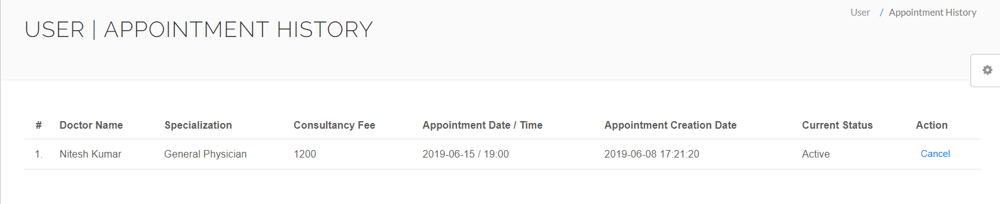 User / Appointment History
USER | APPOINTMENT HISTORY
# Doctor Name Specialization Consultancy Fee Appointment Date / Time Appointment Creation Date Current Status Action
1. Nitesh Kumar General Physician 1200 2019-06-15 / 19:00 2019-06-08 17:21:20 Active Cancel